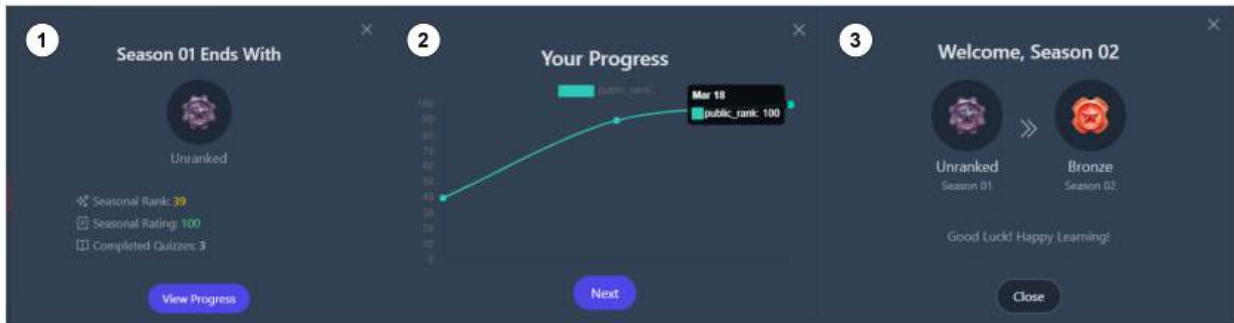 1
Season 01 Ends With
Unranked
Seasonal Rank: 39
Seasonal Rating: 100
Completed Quizzes: 3
View Progress
2
Your Progress
public_rank
100
90
80
70
60
50
40
30
20
10
0
Mar 18
public_rank: 100
Next
3
Welcome, Season 02
Unranked
Season 01
Bronze
Season 02
Good Luck! Happy Learning!
Close